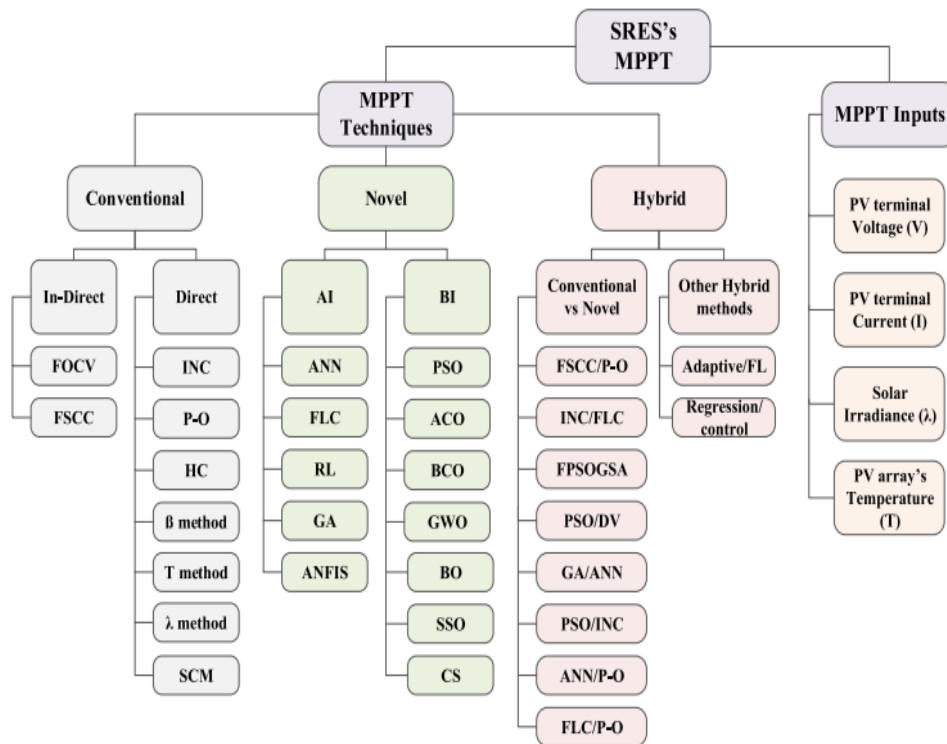 SRES's
MPPT
MPPT
Techniques
MPPT Inputs
Conventional
Novel
Hybrid
In-Direct
FOCV
FSCC
Direct
INC
P-O
HC
ß method
T method
λ method
SCM
AI
ANN
FLC
RL
GA
ANFIS
BI
PSO
ACO
BCO
GWO
BO
SSO
CS
Conventional
vs Novel
FSCC/P-O
INC/FLC
FPSOGSA
PSO/DV
GA/ANN
PSO/INC
ANN/P-O
FLC/P-O
Other Hybrid
methods
Adaptive/FL
Regression/
control
PV terminal
Voltage (V)
PV terminal
Current (I)
Solar
Irradiance (λ)
PV array's
Temperature
(T)